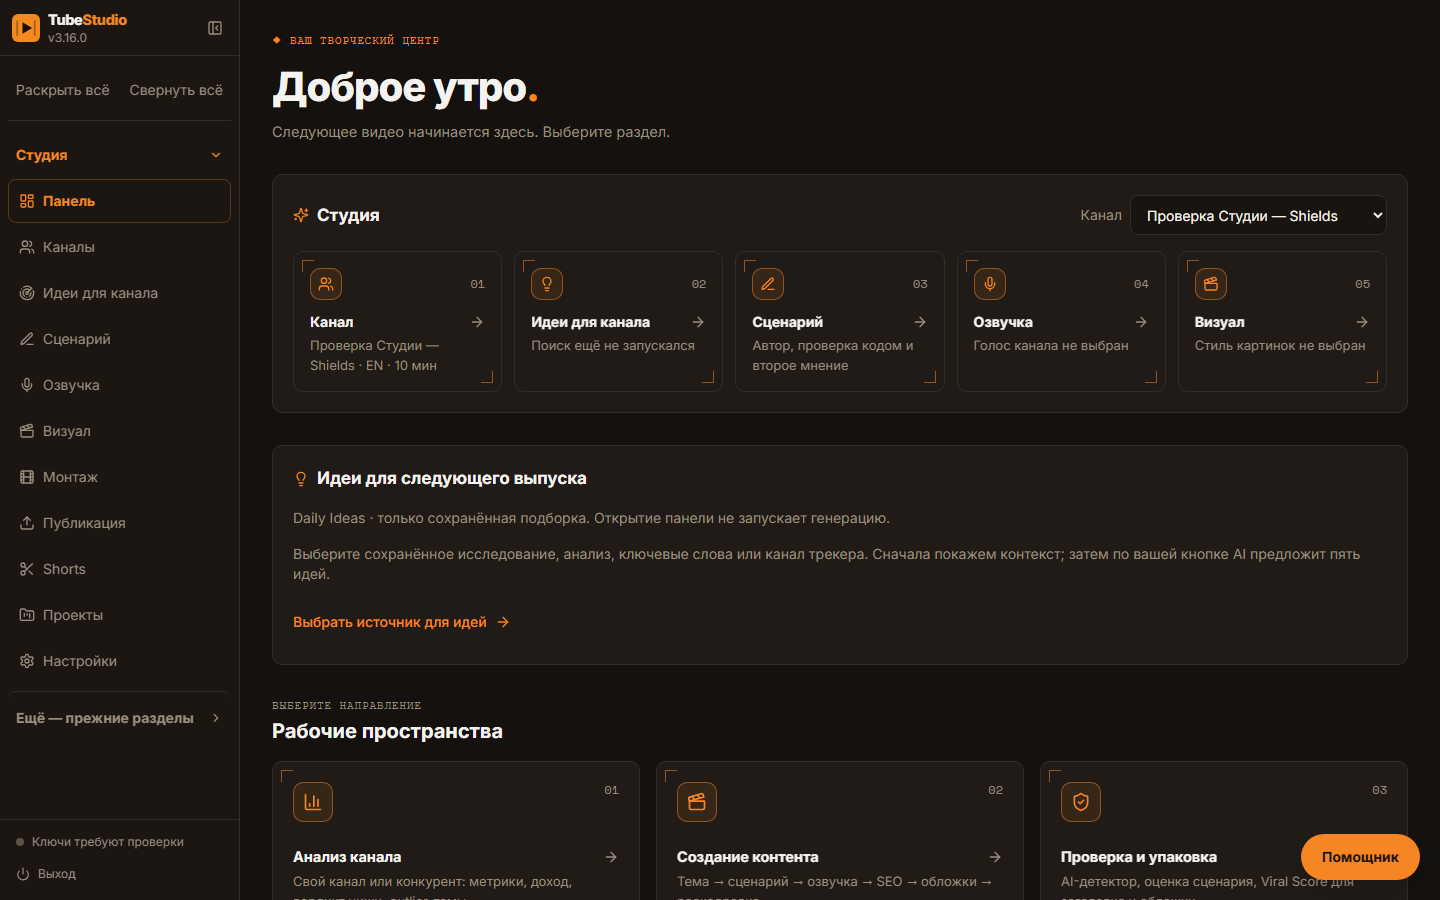 TubeStudio
v3.16.0
Раскрыть всё
Свернуть всё
Студия
Панель
Каналы
Идеи для канала
Сценарий
Озвучка
Визуал
Монтаж
Публикация
Shorts
Проекты
Настройки
Ещё — прежние разделы
Ключи требуют проверки
Выход
ВАШ ТВОРЧЕСКИЙ ЦЕНТР
Доброе утро.
Следующее видео начинается здесь. Выберите раздел.
Студия
Канал
Проверка Студии — Shields
01
Канал
Проверка Студии —
Shields · EN · 10 мин
02
Идеи для канала
Поиск ещё не запускался
03
Сценарий
Автор, проверка кодом и
второе мнение
04
Озвучка
Голос канала не выбран
05
Визуал
Стиль картинок не выбран
Идеи для следующего выпуска
Daily Ideas · только сохранённая подборка. Открытие панели не запускает генерацию.
Выберите сохранённое исследование, анализ, ключевые слова или канал трекера. Сначала покажем контекст; затем по вашей кнопке AI предложит пять
идей.
Выбрать источник для идей →
ВЫБЕРИТЕ НАПРАВЛЕНИЕ
Рабочие пространства
01
Анализ канала
Свой канал или конкурент: метрики, доход,
02
Создание контента
Тема → сценарий → озвучка → SEO → обложки →
03
Проверка и упаковка
AI-детектор, оценка сценария, Viral Score для
Помощник